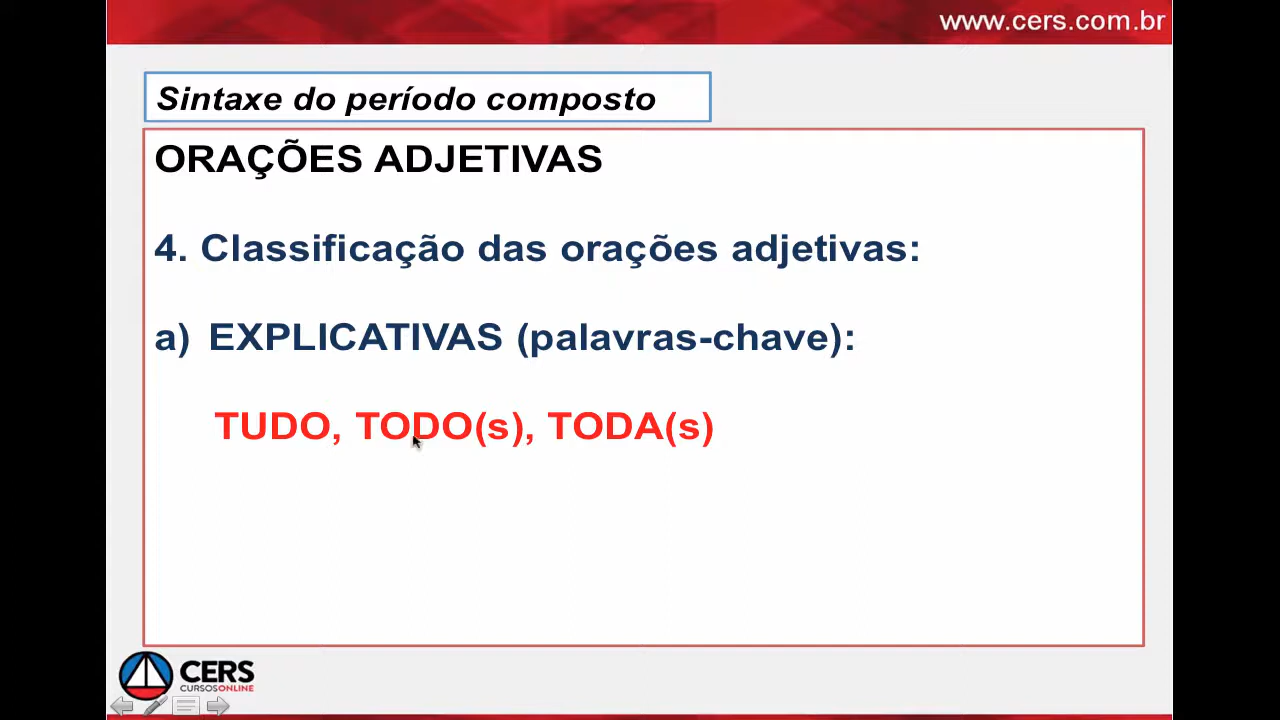 www.cers.com.br
Sintaxe do período composto
ORAÇÕES ADJETIVAS
4. Classificação das orações adjetivas:
a) EXPLICATIVAS (palavras-chave):
TUDO, TODO(s), TODA(s)
CERS
CURSOSONLINE